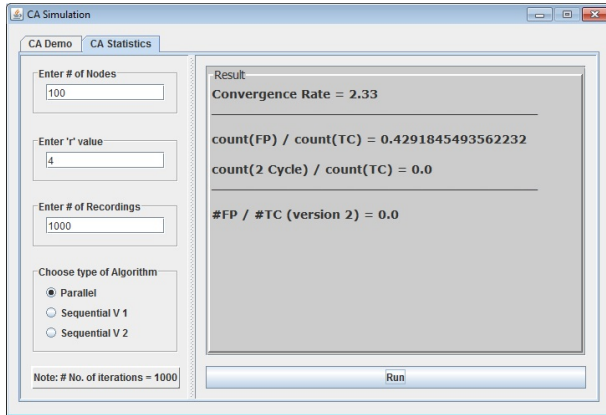 CA Simulation
CA Demo
CA Statistics
Enter # of Nodes
100
Enter 'r' value
4
Enter # of Recordings
1000
Choose type of Algorithm
Parallel
Sequential V 1
Sequential V 2
Note: # No. of iterations = 1000
Result
Convergence Rate = 2.33
count(FP) / count(TC) = 0.4291845493562232
count(2 Cycle) / count(TC) = 0.0
#FP / #TC (version 2) = 0.0
Run